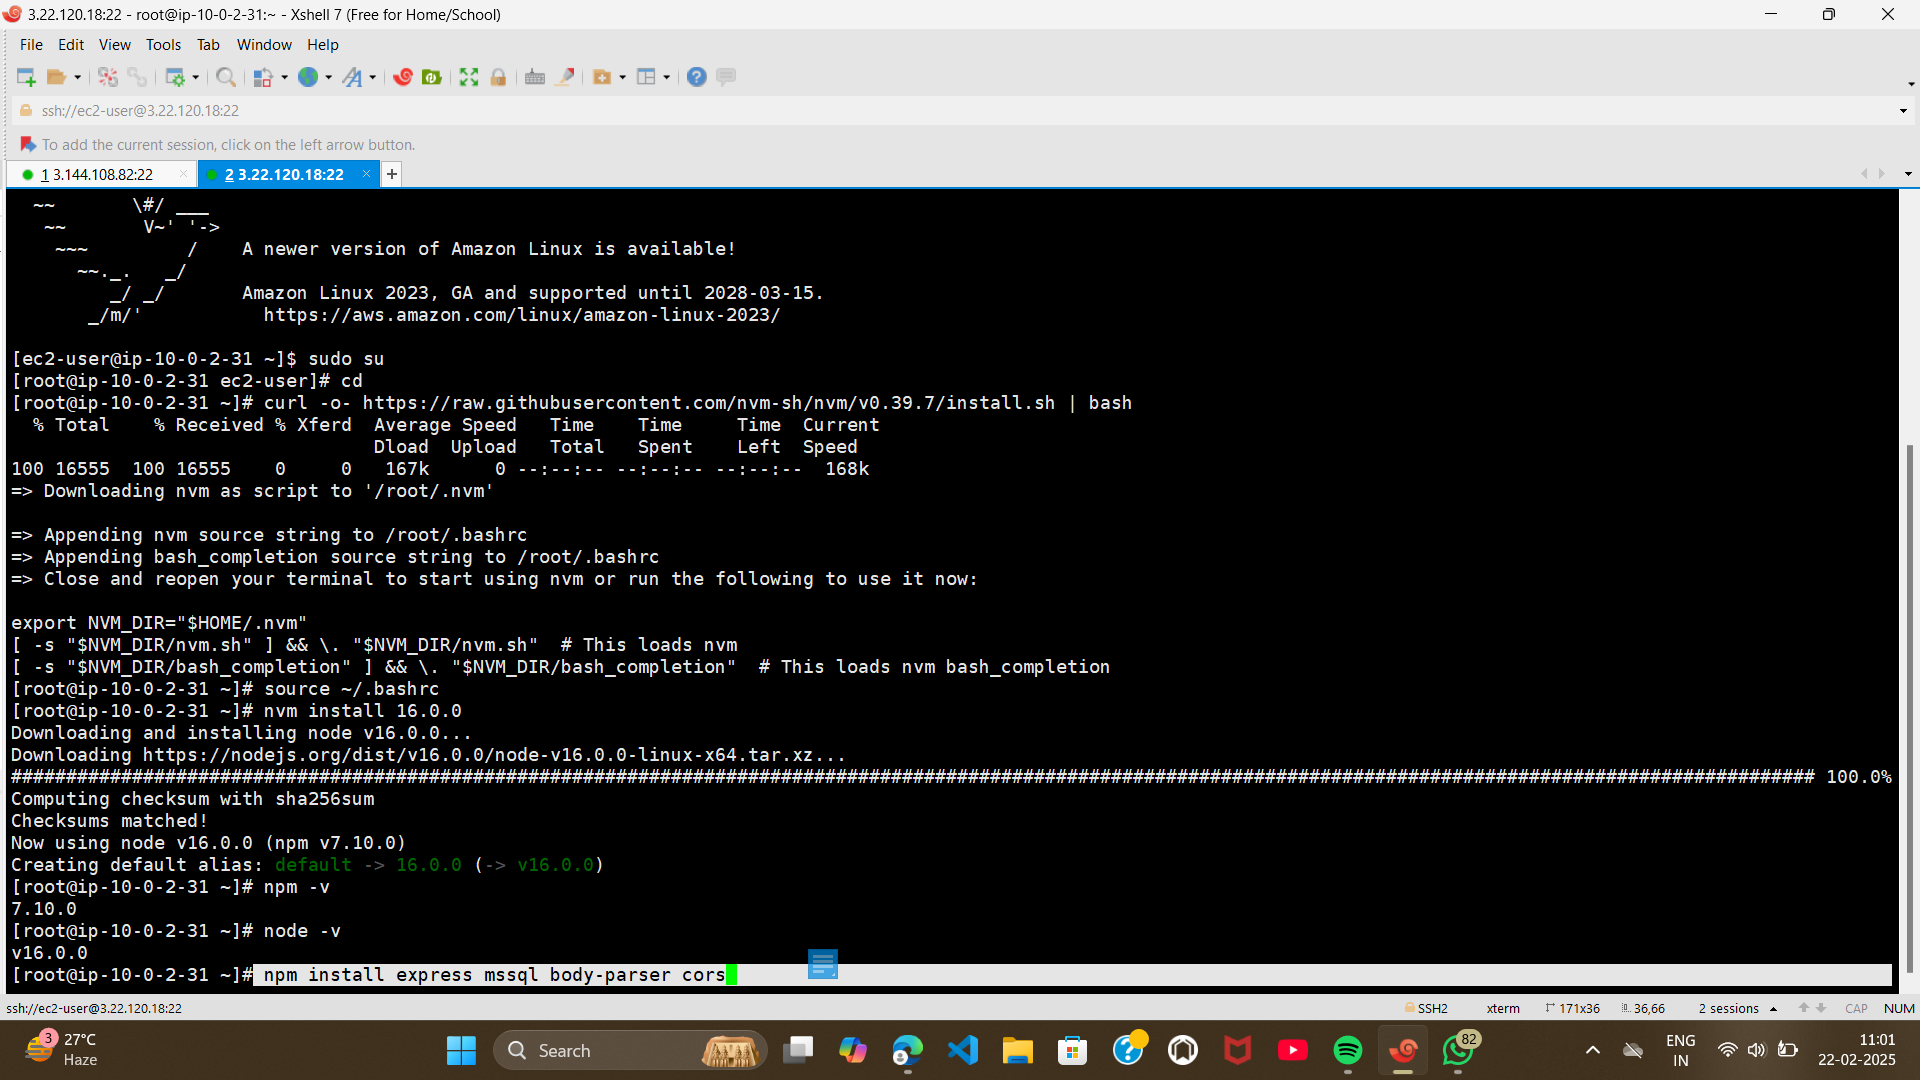 3.22.120.18:22 - root@ip-10-0-2-31:~ - Xshell 7 (Free for Home/School)
File Edit View Tools Tab Window Help
ssh://ec2-user@3.22.120.18:22
To add the current session, click on the left arrow button.
1 3.144.108.82:22 × 2 3.22.120.18:22 × +
~~       \#/ ___
~~       V~' '->
~~~         /    A newer version of Amazon Linux is available!
~~._.   _/
_/ _/       Amazon Linux 2023, GA and supported until 2028-03-15.
_/m/'           https://aws.amazon.com/linux/amazon-linux-2023/
[ec2-user@ip-10-0-2-31 ~]$ sudo su
[root@ip-10-0-2-31 ec2-user]# cd
[root@ip-10-0-2-31 ~]# curl -o- https://raw.githubusercontent.com/nvm-sh/nvm/v0.39.7/install.sh | bash
% Total    % Received % Xferd  Average Speed   Time    Time     Time  Current
Dload  Upload   Total   Spent    Left  Speed
100 16555  100 16555    0     0   167k      0 --:--:-- --:--:-- --:--:--  168k
=> Downloading nvm as script to '/root/.nvm'
=> Appending nvm source string to /root/.bashrc
=> Appending bash_completion source string to /root/.bashrc
=> Close and reopen your terminal to start using nvm or run the following to use it now:
export NVM_DIR="$HOME/.nvm"
[ -s "$NVM_DIR/nvm.sh" ] && \. "$NVM_DIR/nvm.sh"  # This loads nvm
[ -s "$NVM_DIR/bash_completion" ] && \. "$NVM_DIR/bash_completion"  # This loads nvm bash_completion
[root@ip-10-0-2-31 ~]# source ~/.bashrc
[root@ip-10-0-2-31 ~]# nvm install 16.0.0
Downloading and installing node v16.0.0...
Downloading https://nodejs.org/dist/v16.0.0/node-v16.0.0-linux-x64.tar.xz...
################################################################################################################################################################### 100.0%
Computing checksum with sha256sum
Checksums matched!
Now using node v16.0.0 (npm v7.10.0)
Creating default alias: default -> 16.0.0 (-> v16.0.0)
[root@ip-10-0-2-31 ~]# npm -v
7.10.0
[root@ip-10-0-2-31 ~]# node -v
v16.0.0
[root@ip-10-0-2-31 ~]# npm install express mssql body-parser cors
ssh://ec2-user@3.22.120.18:22 SSH2 xterm 171x36 36,66 2 sessions CAP NUM
3 27°C
Haze
Search
82
ENG
IN
11:01
22-02-2025